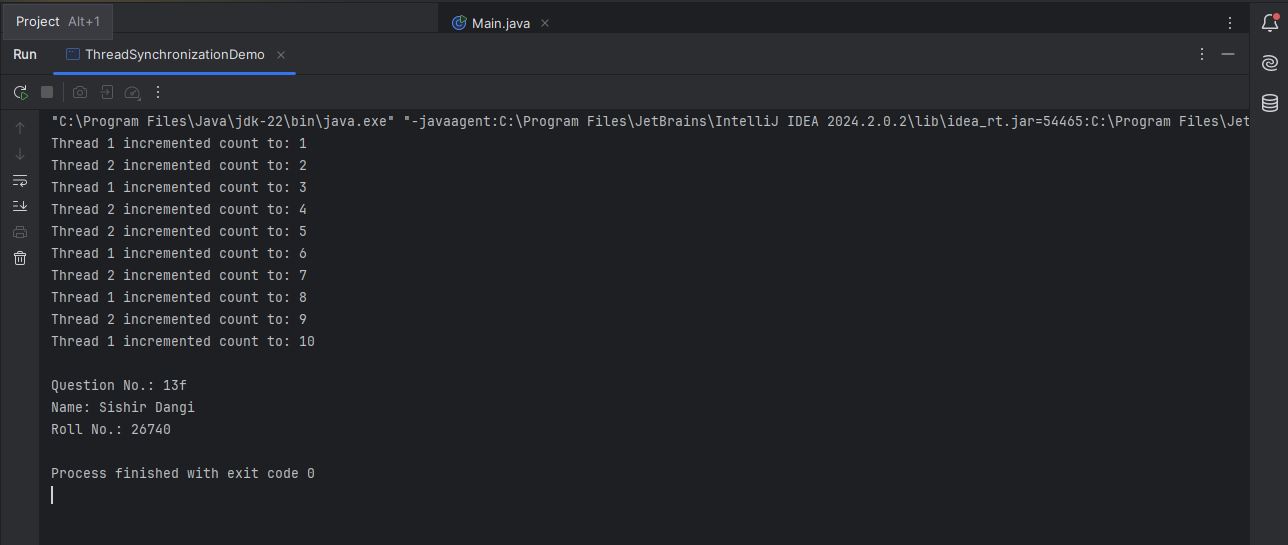 Project Alt+1
Main.java
Run ThreadSynchronizationDemo
"C:\Program Files\Java\jdk-22\bin\java.exe" "-javaagent:C:\Program Files\JetBrains\IntelliJ IDEA 2024.2.0.2\lib\idea_rt.jar=54465:C:\Program Files\Jet
Thread 1 incremented count to: 1
Thread 2 incremented count to: 2
Thread 1 incremented count to: 3
Thread 2 incremented count to: 4
Thread 2 incremented count to: 5
Thread 1 incremented count to: 6
Thread 2 incremented count to: 7
Thread 1 incremented count to: 8
Thread 2 incremented count to: 9
Thread 1 incremented count to: 10
Question No.: 13f
Name: Sishir Dangi
Roll No.: 26740
Process finished with exit code 0